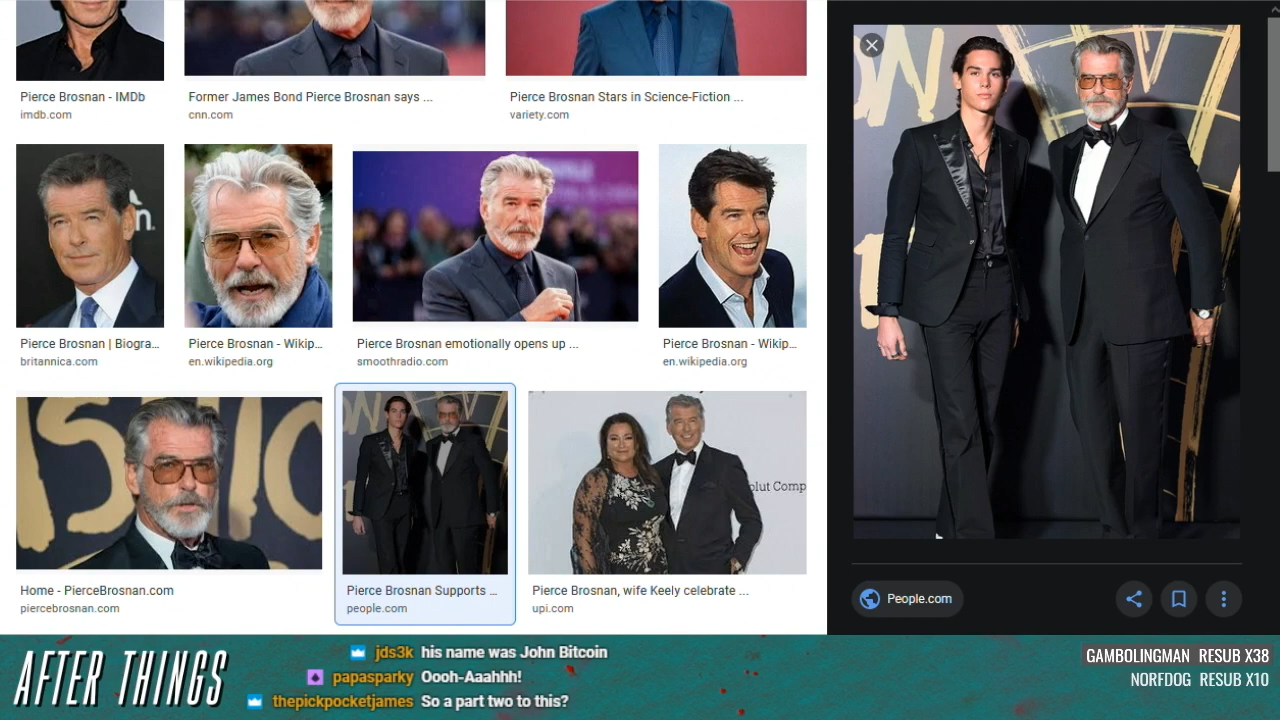 Pierce Brosnan - IMDb
imdb.com
Former James Bond Pierce Brosnan says ...
cnn.com
Pierce Brosnan Stars in Science-Fiction ...
variety.com
Pierce Brosnan | Biogra...
britannica.com
Pierce Brosnan - Wikip...
en.wikipedia.org
Pierce Brosnan emotionally opens up ...
smoothradio.com
Pierce Brosnan - Wikip...
en.wikipedia.org
Home - PierceBrosnan.com
piercebrosnan.com
Pierce Brosnan Supports ...
people.com
olut Comp
Pierce Brosnan, wife Keely celebrate ...
upi.com
People.com
AFTER THINGS
jds3k his name was John Bitcoin
papasparky Oooh-Aaahhh!
thepickpocketjames So a part two to this?
GAMBOLINGMAN RESUB X38
NORFDOG RESUB X10